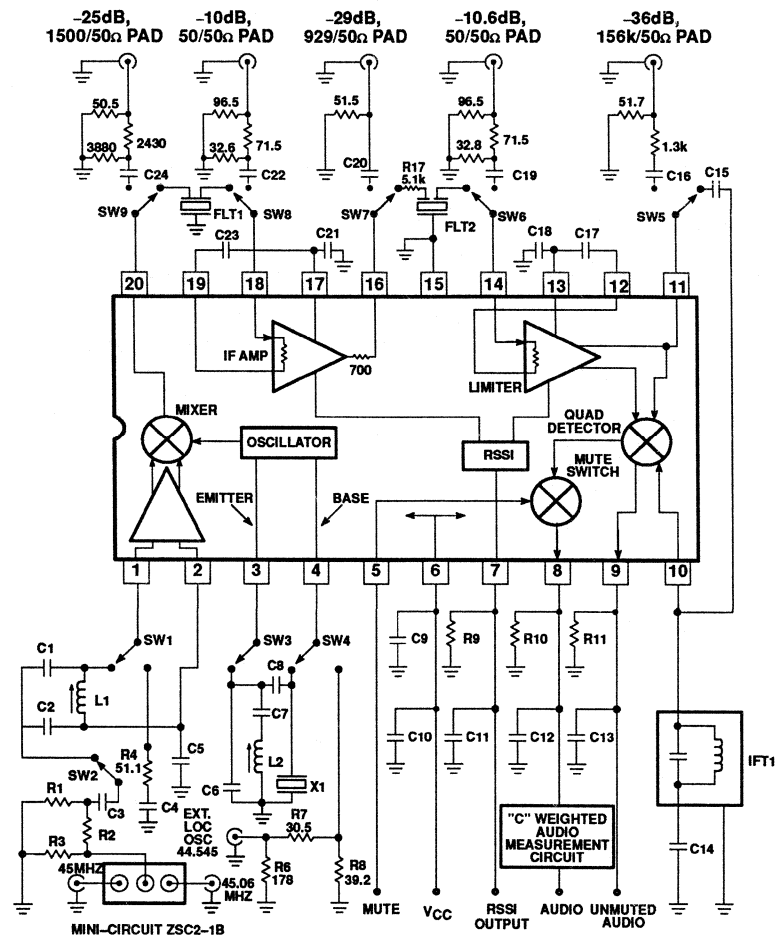 –25dB,
1500/50Ω PAD
–10dB,
50/50Ω PAD
–29dB,
929/50Ω PAD
–10.6dB,
50/50Ω PAD
–36dB,
156k/50Ω PAD
50.5
96.5
51.5
96.5
51.7
3880
2430
32.6
71.5
32.8
71.5
1.3k
C24
C22
C20
R17
5.1k
C19
C16
C15
SW9
FLT1
SW8
SW7
FLT2
SW6
SW5
C23
C21
C18
C17
20
19
18
17
16
15
14
13
12
11
IF AMP
700
LIMITER
MIXER
OSCILLATOR
RSSI
QUAD
DETECTOR
MUTE
SWITCH
EMITTER
BASE
1
2
3
4
5
6
7
8
9
10
SW1
SW3
SW4
C9
R9
R10
R11
C1
L1
C8
C2
C7
R4
51.1
C5
L2
C10
C11
C12
C13
IFT1
SW2
C6
X1
R1
C3
C4
R2
EXT.
LOC
OSC
44.545
R7
30.5
"C" WEIGHTED
AUDIO
MEASUREMENT
CIRCUIT
C14
R3
45MHZ
45.06
MHZ
R6
178
R8
39.2
MUTE
VCC
RSSI
OUTPUT
AUDIO
UNMUTED
AUDIO
MINI–CIRCUIT ZSC2–1B